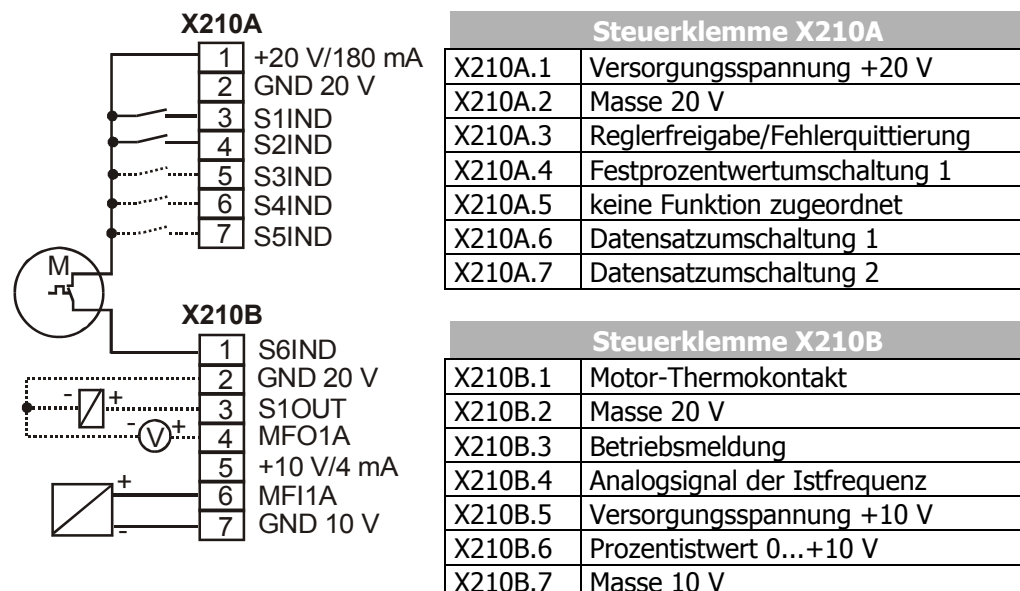 X210A
1 +20 V/180 mA
2 GND 20 V
3 S1IND
4 S2IND
5 S3IND
6 S4IND
7 S5IND
M
X210B
1 S6IND
2 GND 20 V
- + 3 S1OUT
- V + 4 MFO1A
5 +10 V/4 mA
+ 6 MFI1A
- 7 GND 10 V
Steuerklemme X210A
X210A.1 Versorgungsspannung +20 V
X210A.2 Masse 20 V
X210A.3 Reglerfreigabe/Fehlerquittierung
X210A.4 Festprozentwertumschaltung 1
X210A.5 keine Funktion zugeordnet
X210A.6 Datensatzumschaltung 1
X210A.7 Datensatzumschaltung 2
Steuerklemme X210B
X210B.1 Motor-Thermokontakt
X210B.2 Masse 20 V
X210B.3 Betriebsmeldung
X210B.4 Analogsignal der Istfrequenz
X210B.5 Versorgungsspannung +10 V
X210B.6 Prozentistwert 0...+10 V
X210B.7 Masse 10 V